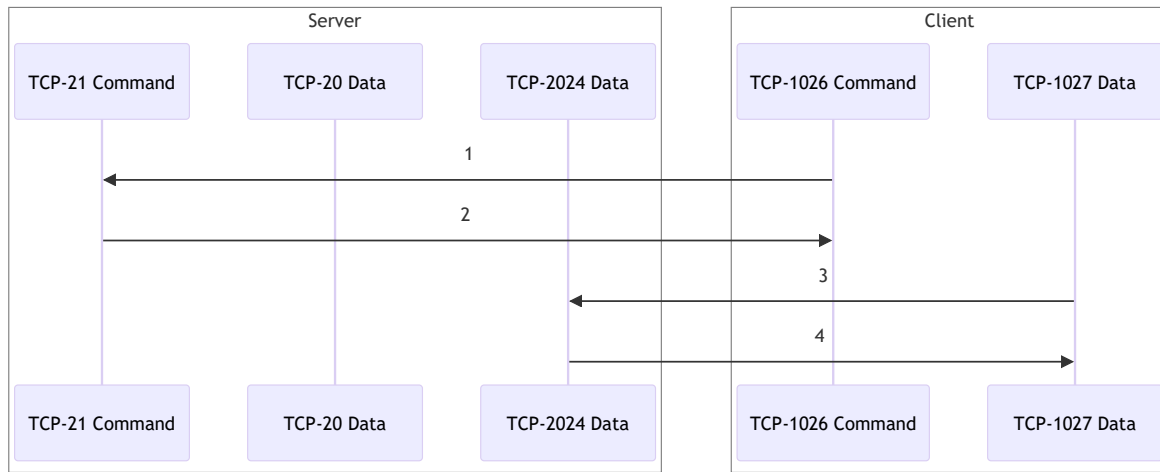 Server
Client
TCP-21 Command
TCP-20 Data
TCP-2024 Data
TCP-1026 Command
TCP-1027 Data
1
2
3
4
TCP-21 Command
TCP-20 Data
TCP-2024 Data
TCP-1026 Command
TCP-1027 Data